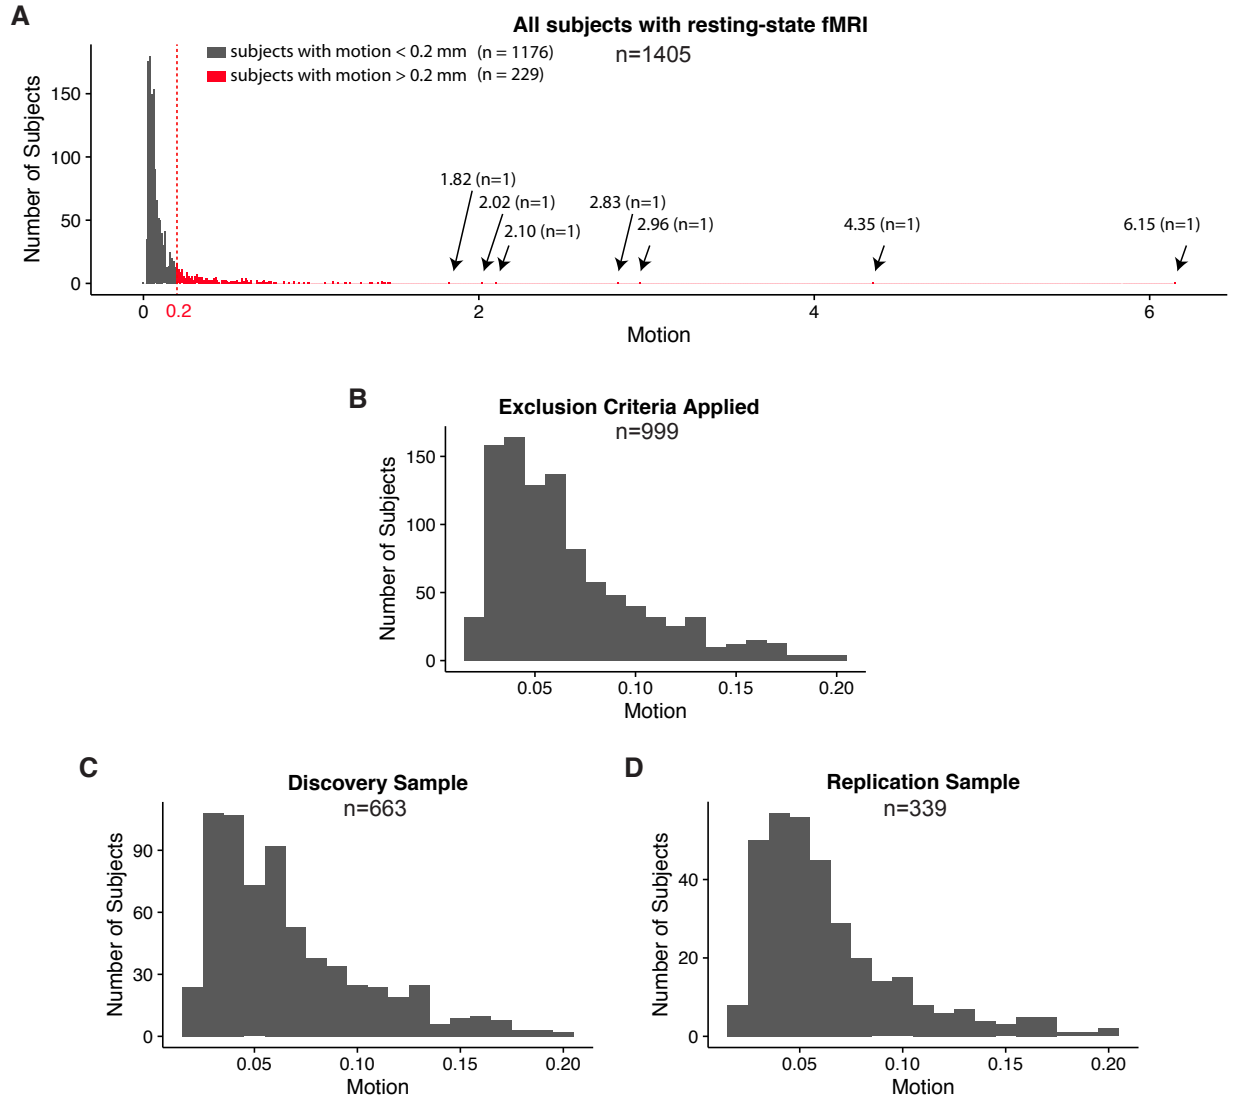 A
All subjects with resting-state fMRI
n=1405
subjects with motion < 0.2 mm (n = 1176)
subjects with motion > 0.2 mm (n = 229)
Number of Subjects
150
100
50
0
1.82 (n=1)
2.02 (n=1)
2.10 (n=1)
2.83 (n=1)
2.96 (n=1)
4.35 (n=1)
6.15 (n=1)
0 0.2 2 4 6
Motion
B
Exclusion Criteria Applied
n=999
Number of Subjects
150
100
50
0
0.05 0.10 0.15 0.20
Motion
C
Discovery Sample
n=663
Number of Subjects
90
60
30
0
0.05 0.10 0.15 0.20
Motion
D
Replication Sample
n=339
Number of Subjects
40
20
0
0.05 0.10 0.15 0.20
Motion